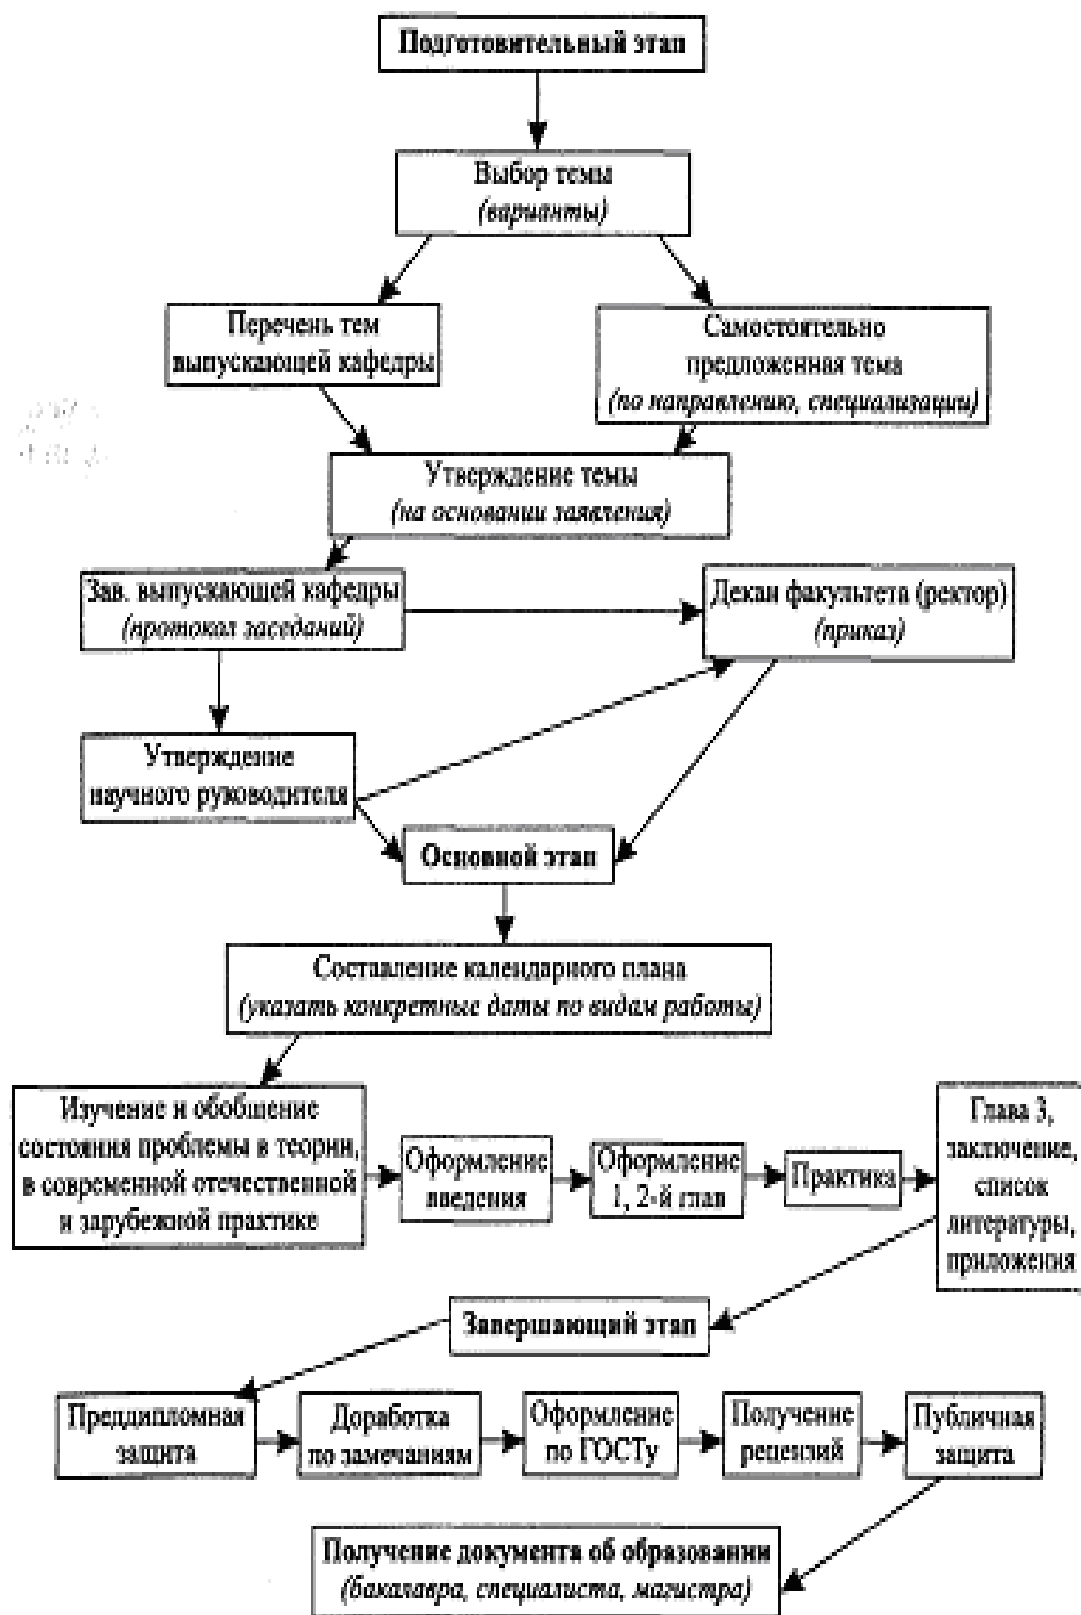 Подготовительный этап
Выбор темы
(варианты)
Перечень тем
выпускающей кафедры
Самостоятельно
предложенная тема
(по направлению, специализации)
Утверждение темы
(на основании заявления)
Зав. выпускающей кафедры
(протокол заседаний)
Декан факультета (ректор)
(приказ)
Утверждение
научного руководителя
Основной этап
Составление календарного плана
(указать конкретные даты по видам работы)
Изучение и обобщение
состояния проблемы в теории,
в современной отечественной
и зарубежной практике
Оформление
введения
Оформление
1, 2-й глав
Практика
Глава 3,
заключение,
список
литературы,
приложения
Завершающий этап
Преддипломная
защита
Доработка
по замечаниям
Оформление
по ГОСТу
Получение
рецензий
Публичная
защита
Получение документа об образовании
(бакалавра, специалиста, магистра)